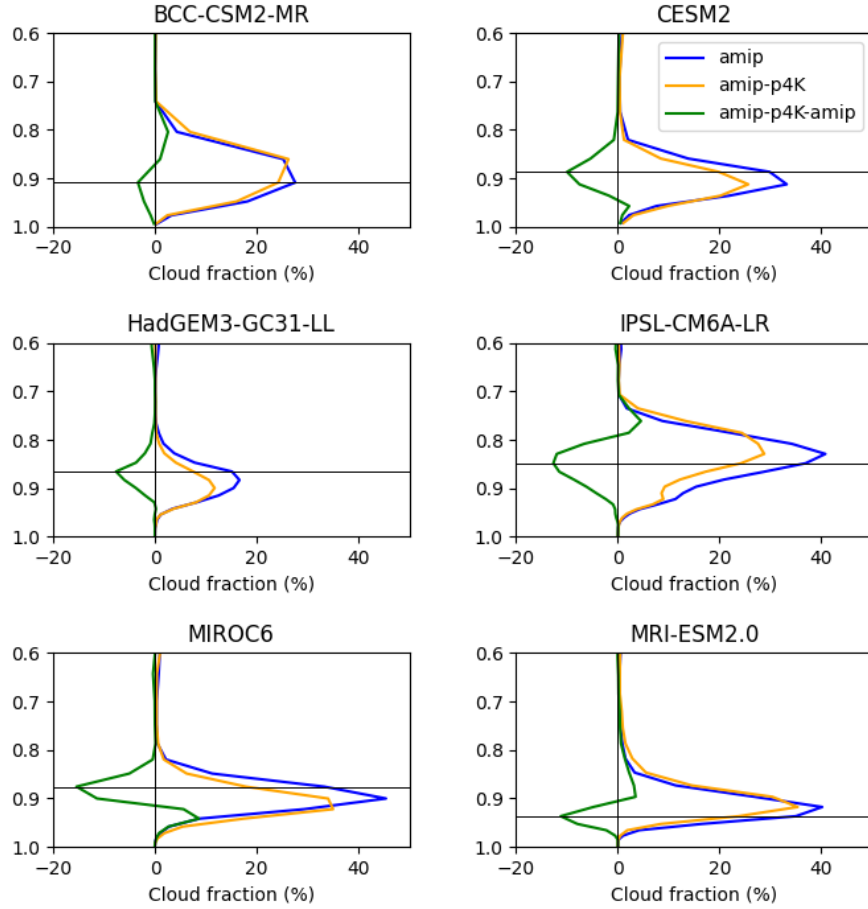 BCC-CSM2-MR
0.6
0.7
0.8
0.9
1.0
−20 0 20 40
Cloud fraction (%)
CESM2
amip
amip-p4K
amip-p4K-amip
0.6
0.7
0.8
0.9
1.0
−20 0 20 40
Cloud fraction (%)
HadGEM3-GC31-LL
0.6
0.7
0.8
0.9
1.0
−20 0 20 40
Cloud fraction (%)
IPSL-CM6A-LR
0.6
0.7
0.8
0.9
1.0
−20 0 20 40
Cloud fraction (%)
MIROC6
0.6
0.7
0.8
0.9
1.0
−20 0 20 40
Cloud fraction (%)
MRI-ESM2.0
0.6
0.7
0.8
0.9
1.0
−20 0 20 40
Cloud fraction (%)